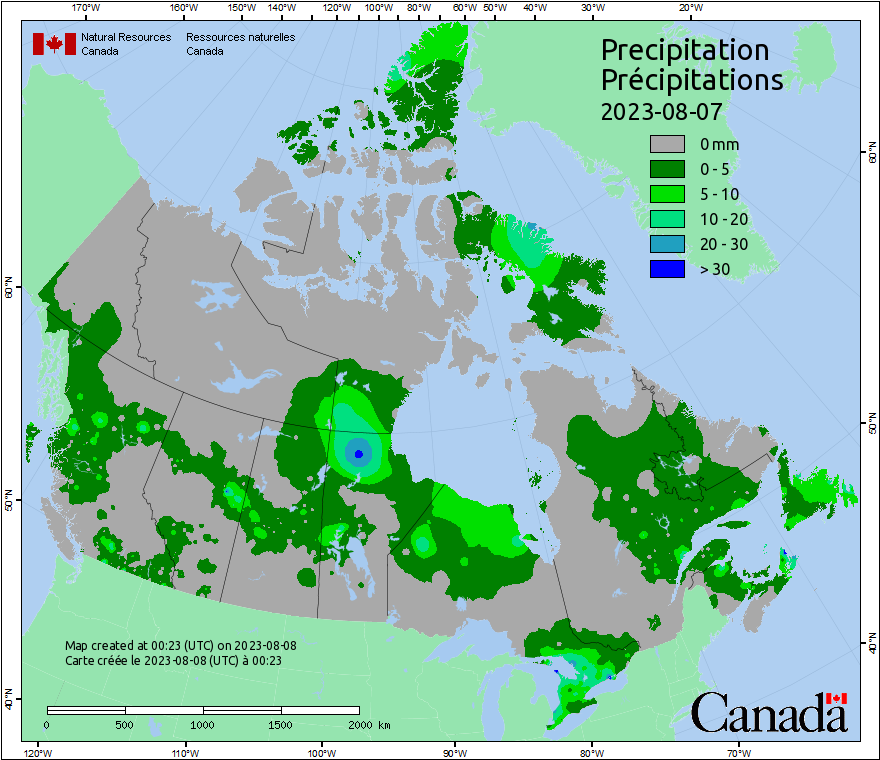 170°W 160°W 150°W 140°W 120°W 100°W 80°W 60°W 50°W 40°W 30°W 20°W
Natural Resources Ressources naturelles
Canada Canada
Precipitation
Précipitations
2023-08-07
0 mm
0 - 5
5 - 10
10 - 20
20 - 30
> 30
60°N
60°N
50°N
50°N
40°N
40°N
Map created at 00:23 (UTC) on 2023-08-08
Carte créée le 2023-08-08 (UTC) à 00:23
0 500 1000 1500 2000 km
Canada
120°W 110°W 100°W 90°W 80°W 70°W